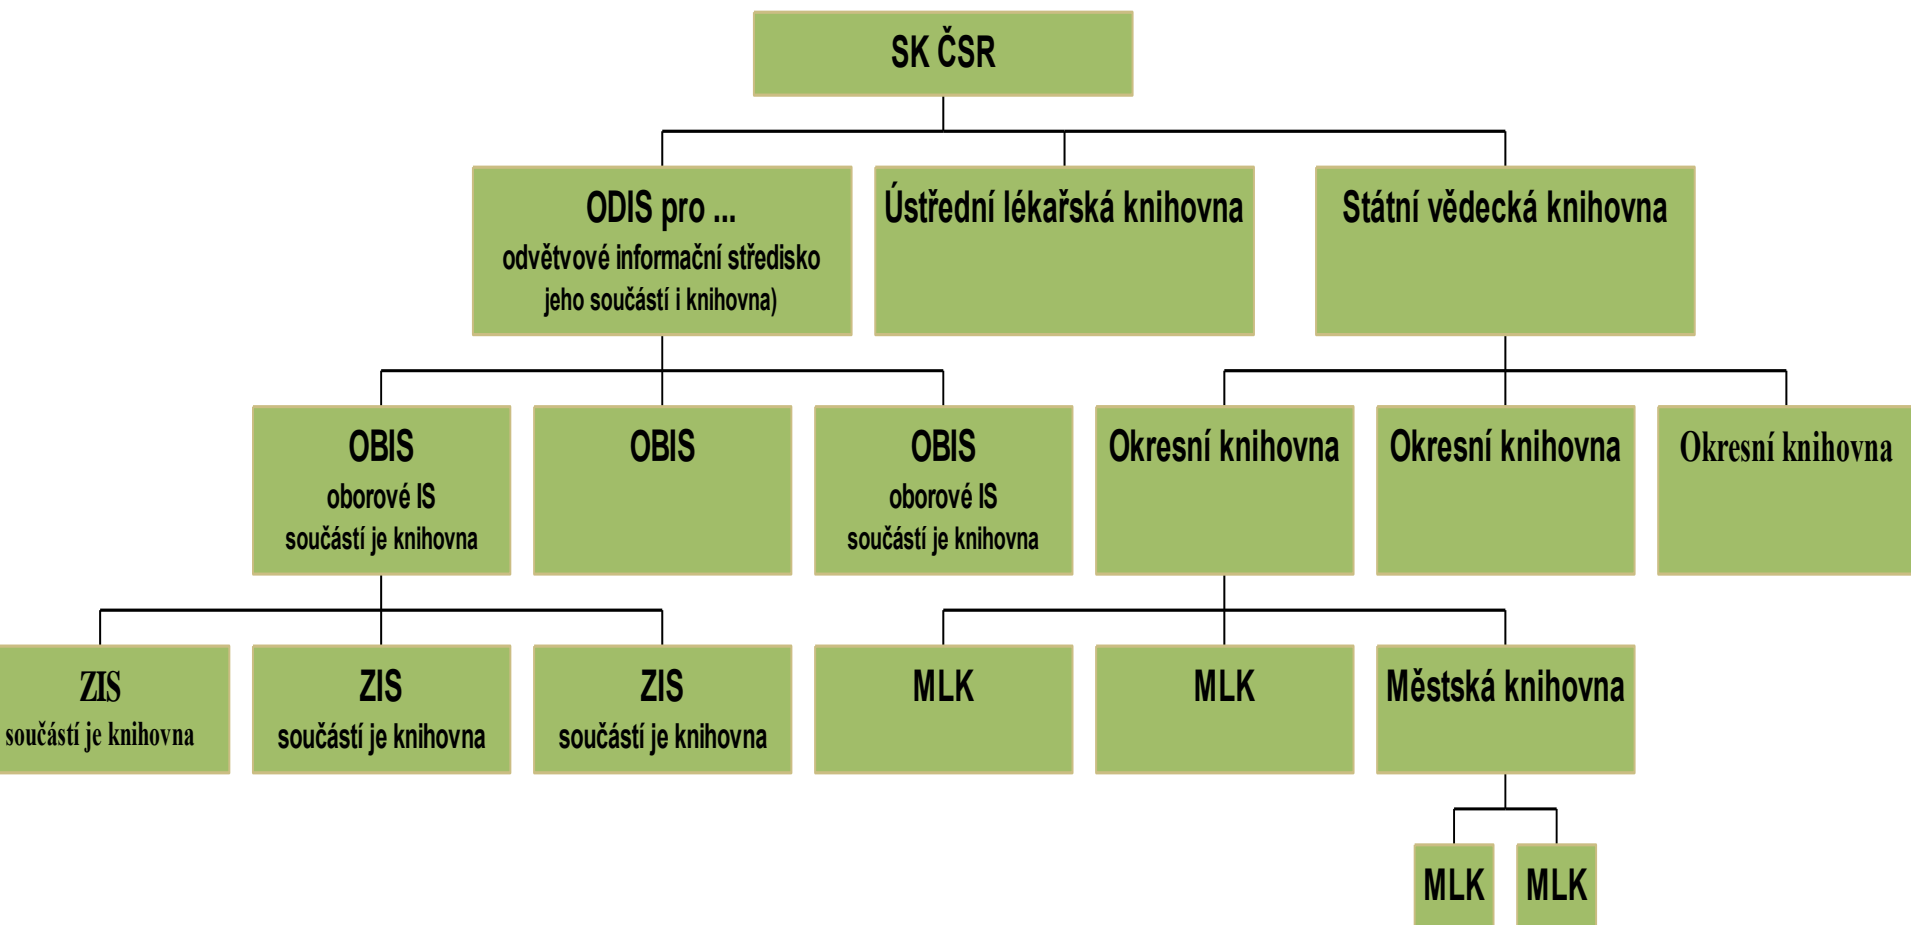 SK ČSR
ODIS pro ...
odvětvové informační středisko
jeho součástí i knihovna)
Ústřední lékařská knihovna
Státní vědecká knihovna
OBIS
oborové IS
součástí je knihovna
OBIS
OBIS
oborové IS
součástí je knihovna
Okresní knihovna
Okresní knihovna
Okresní knihovna
ZIS
součástí je knihovna
ZIS
součástí je knihovna
ZIS
součástí je knihovna
MLK
MLK
Městská knihovna
MLK
MLK